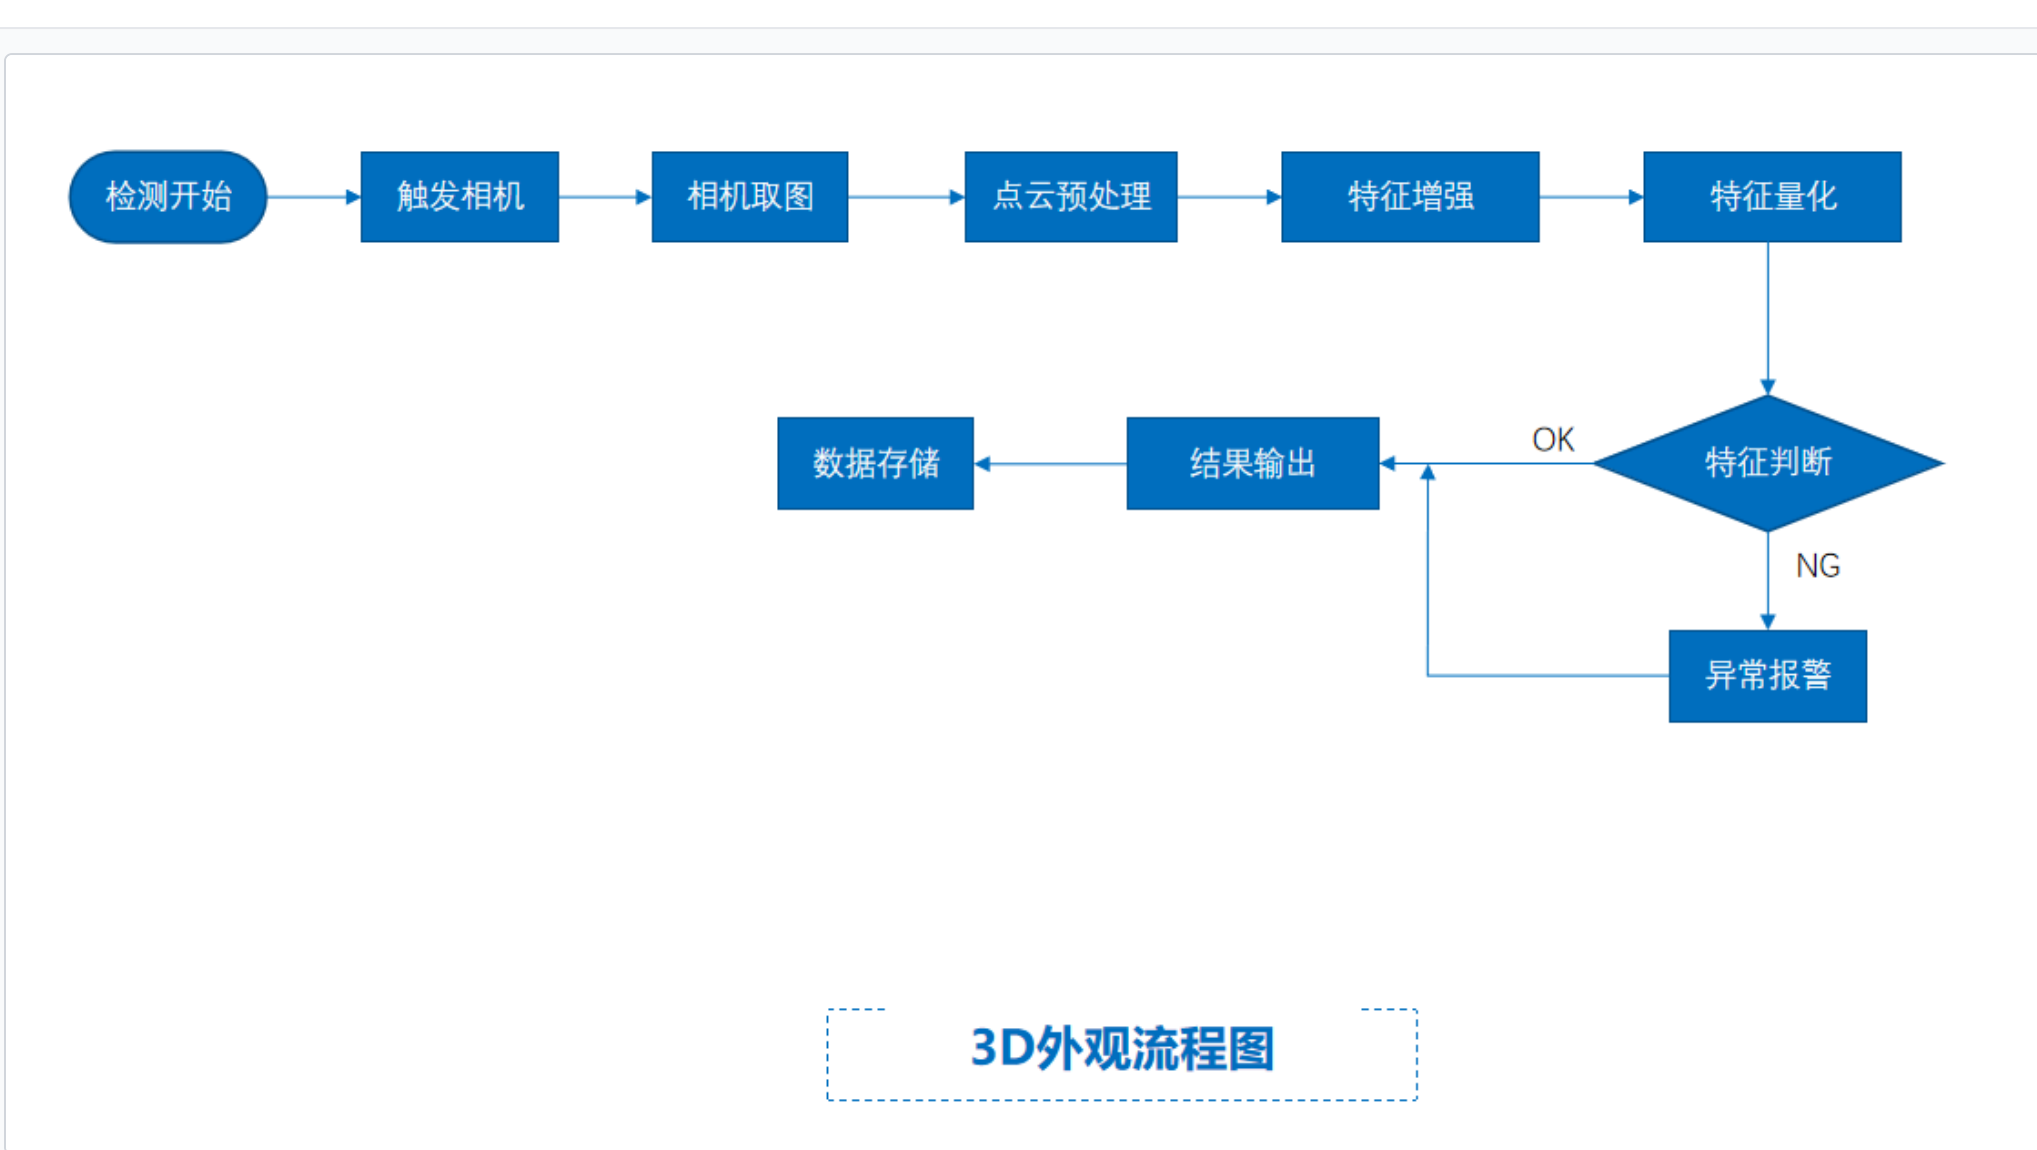 检测开始
触发相机
相机取图
点云预处理
特征增强
特征量化
特征判断
OK
结果输出
数据存储
NG
异常报警
3D外观流程图